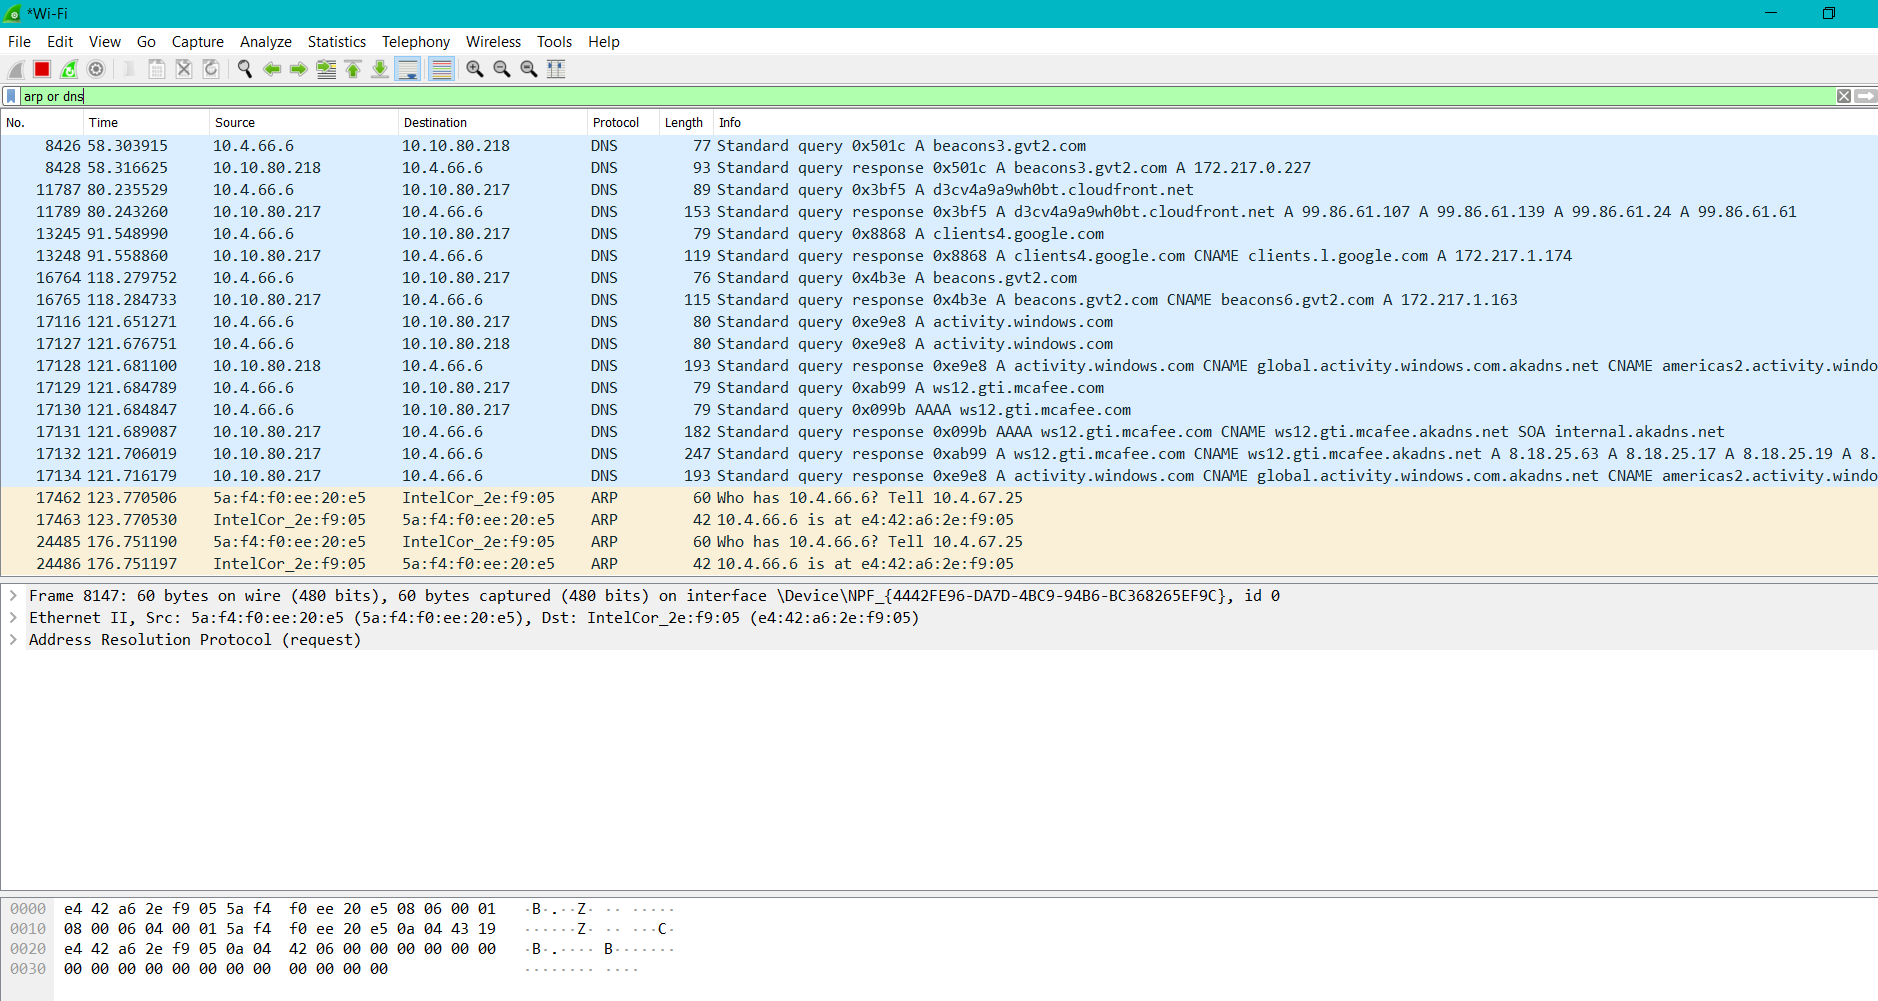 *Wi-Fi
File Edit View Go Capture Analyze Statistics Telephony Wireless Tools Help
arp or dns
No. Time Source Destination Protocol Length Info
8426 58.303915 10.4.66.6 10.10.80.218 DNS 77 Standard query 0x501c A beacons3.gvt2.com
8428 58.316625 10.10.80.218 10.4.66.6 DNS 93 Standard query response 0x501c A beacons3.gvt2.com A 172.217.0.227
11787 80.235529 10.4.66.6 10.10.80.217 DNS 89 Standard query 0x3bf5 A d3cv4a9a9wh0bt.cloudfront.net
11789 80.243260 10.10.80.217 10.4.66.6 DNS 153 Standard query response 0x3bf5 A d3cv4a9a9wh0bt.cloudfront.net A 99.86.61.107 A 99.86.61.139 A 99.86.61.24 A 99.86.61.61
13245 91.548990 10.4.66.6 10.10.80.217 DNS 79 Standard query 0x8868 A clients4.google.com
13248 91.558860 10.10.80.217 10.4.66.6 DNS 119 Standard query response 0x8868 A clients4.google.com CNAME clients.l.google.com A 172.217.1.174
16764 118.279752 10.4.66.6 10.10.80.217 DNS 76 Standard query 0x4b3e A beacons.gvt2.com
16765 118.284733 10.10.80.217 10.4.66.6 DNS 115 Standard query response 0x4b3e A beacons.gvt2.com CNAME beacons6.gvt2.com A 172.217.1.163
17116 121.651271 10.4.66.6 10.10.80.217 DNS 80 Standard query 0xe9e8 A activity.windows.com
17127 121.676751 10.4.66.6 10.10.80.218 DNS 80 Standard query 0xe9e8 A activity.windows.com
17128 121.681100 10.10.80.218 10.4.66.6 DNS 193 Standard query response 0xe9e8 A activity.windows.com CNAME global.activity.windows.com.akadns.net CNAME americas2.activity.windo
17129 121.684789 10.4.66.6 10.10.80.217 DNS 79 Standard query 0xab99 A ws12.gti.mcafee.com
17130 121.684847 10.4.66.6 10.10.80.217 DNS 79 Standard query 0x099b AAAA ws12.gti.mcafee.com
17131 121.689087 10.10.80.217 10.4.66.6 DNS 182 Standard query response 0x099b AAAA ws12.gti.mcafee.com CNAME ws12.gti.mcafee.akadns.net SOA internal.akadns.net
17132 121.706019 10.10.80.217 10.4.66.6 DNS 247 Standard query response 0xab99 A ws12.gti.mcafee.com CNAME ws12.gti.mcafee.akadns.net A 8.18.25.63 A 8.18.25.17 A 8.18.25.19 A 8.
17134 121.716179 10.10.80.217 10.4.66.6 DNS 193 Standard query response 0xe9e8 A activity.windows.com CNAME global.activity.windows.com.akadns.net CNAME americas2.activity.windo
17462 123.770506 5a:f4:f0:ee:20:e5 IntelCor_2e:f9:05 ARP 60 Who has 10.4.66.6? Tell 10.4.67.25
17463 123.770530 IntelCor_2e:f9:05 5a:f4:f0:ee:20:e5 ARP 42 10.4.66.6 is at e4:42:a6:2e:f9:05
24485 176.751190 5a:f4:f0:ee:20:e5 IntelCor_2e:f9:05 ARP 60 Who has 10.4.66.6? Tell 10.4.67.25
24486 176.751197 IntelCor_2e:f9:05 5a:f4:f0:ee:20:e5 ARP 42 10.4.66.6 is at e4:42:a6:2e:f9:05
Frame 8147: 60 bytes on wire (480 bits), 60 bytes captured (480 bits) on interface \Device\NPF_{4442FE96-DA7D-4BC9-94B6-BC368265EF9C}, id 0
Ethernet II, Src: 5a:f4:f0:ee:20:e5 (5a:f4:f0:ee:20:e5), Dst: IntelCor_2e:f9:05 (e4:42:a6:2e:f9:05)
Address Resolution Protocol (request)
0000 e4 42 a6 2e f9 05 5a f4 f0 ee 20 e5 08 06 00 01 ·B·.··Z· ·· ·····
0010 08 00 06 04 00 01 5a f4 f0 ee 20 e5 0a 04 43 19 ······Z· ·· ···C·
0020 e4 42 a6 2e f9 05 0a 04 42 06 00 00 00 00 00 00 ·B·.···· B·······
0030 00 00 00 00 00 00 00 00 00 00 00 00 ········ ····